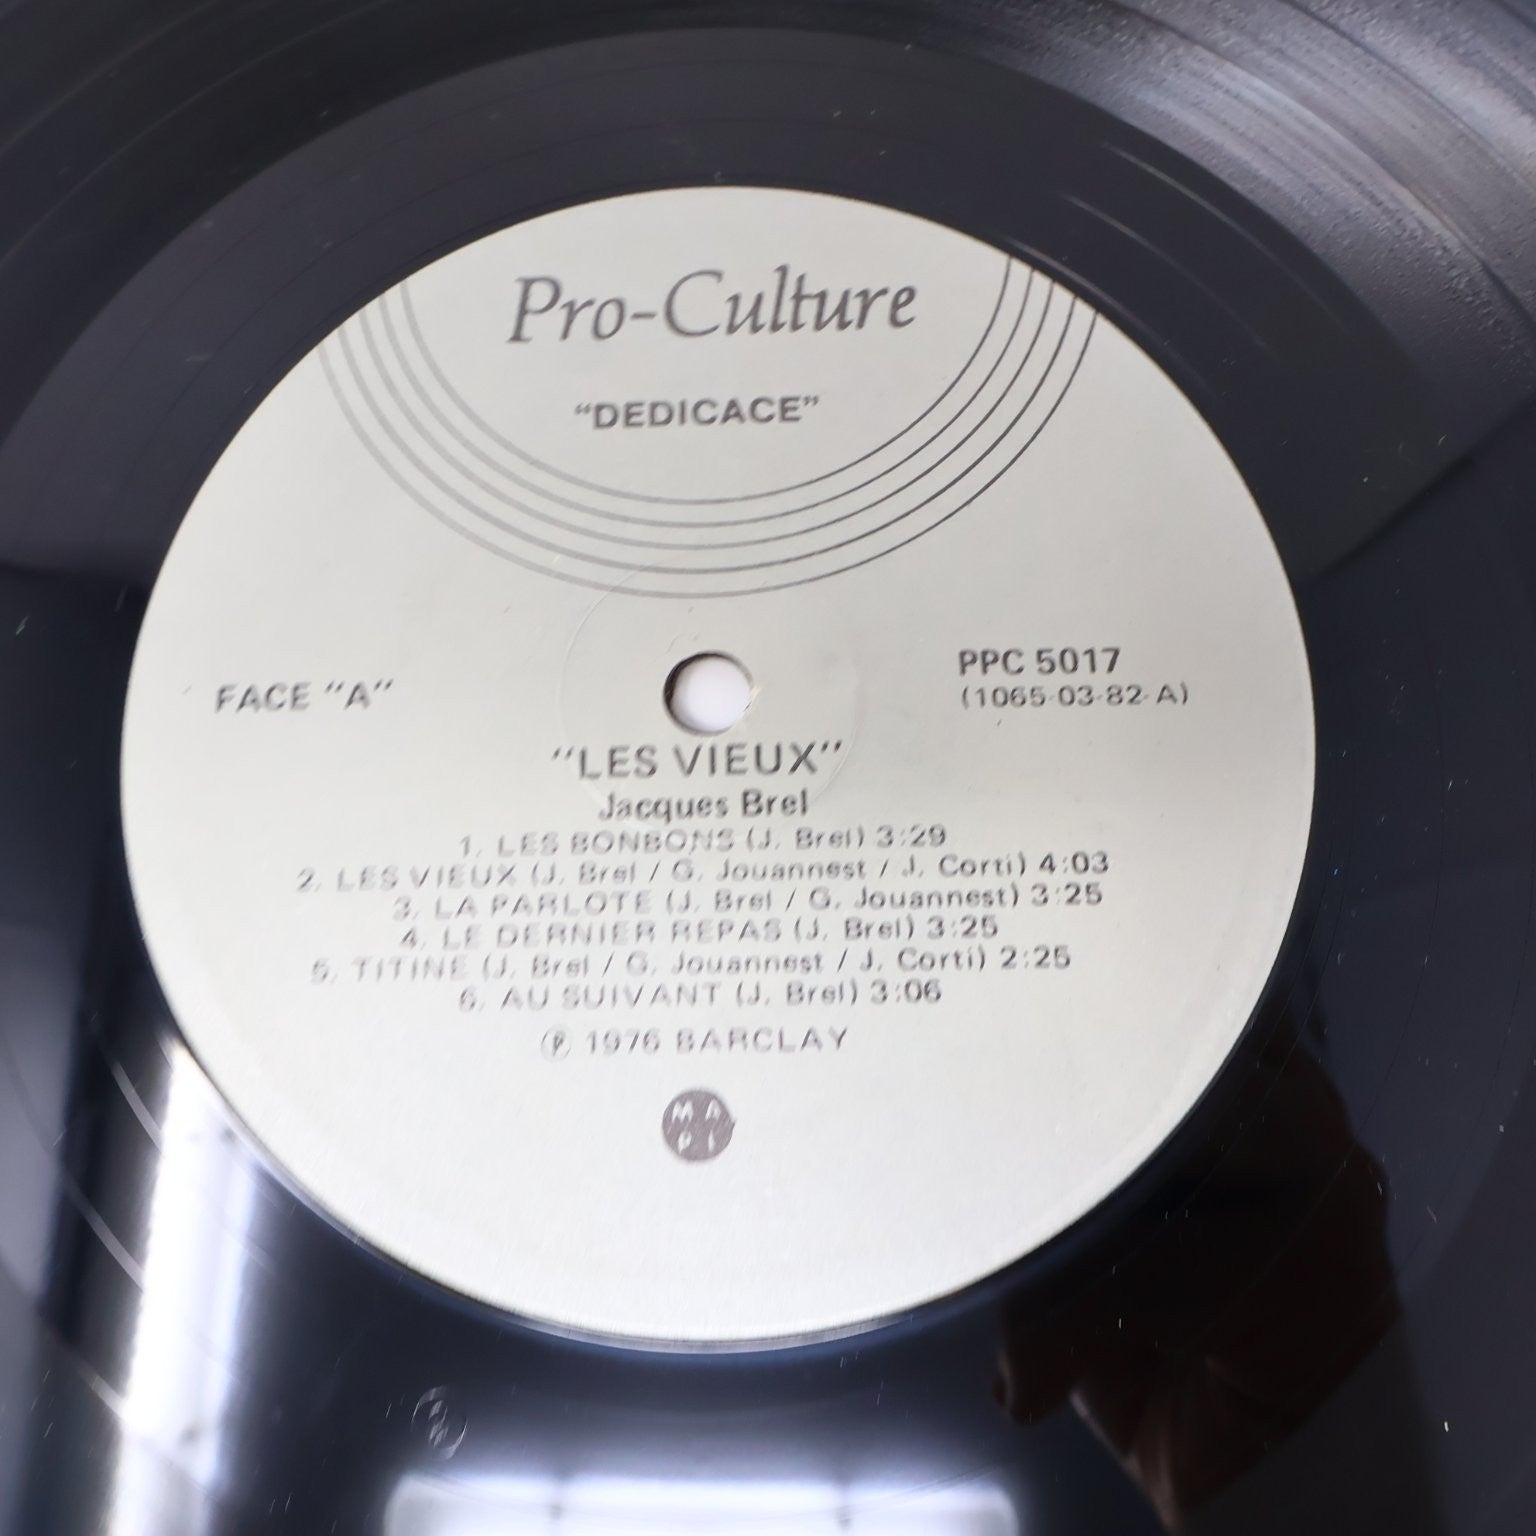 Pro-Culture
"DEDICACE"
FACE "A"
PPC 5017
(1065-03-82-A)
"LES VIEUX"
Jacques Brel
1. LES BONBONS (J. Brel) 3:29
2. LES VIEUX (J. Brel / G. Jouannest / J. Corti) 4:03
3. LA PARLOTE (J. Brel / G. Jouannest) 3:25
4. LE DERNIER REPAS (J. Brel) 3:25
5. TITINE (J. Brel / G. Jouannest / J. Corti) 2:25
6. AU SUIVANT (J. Brel) 3:06
℗ 1976 BARCLAY
MA
PI